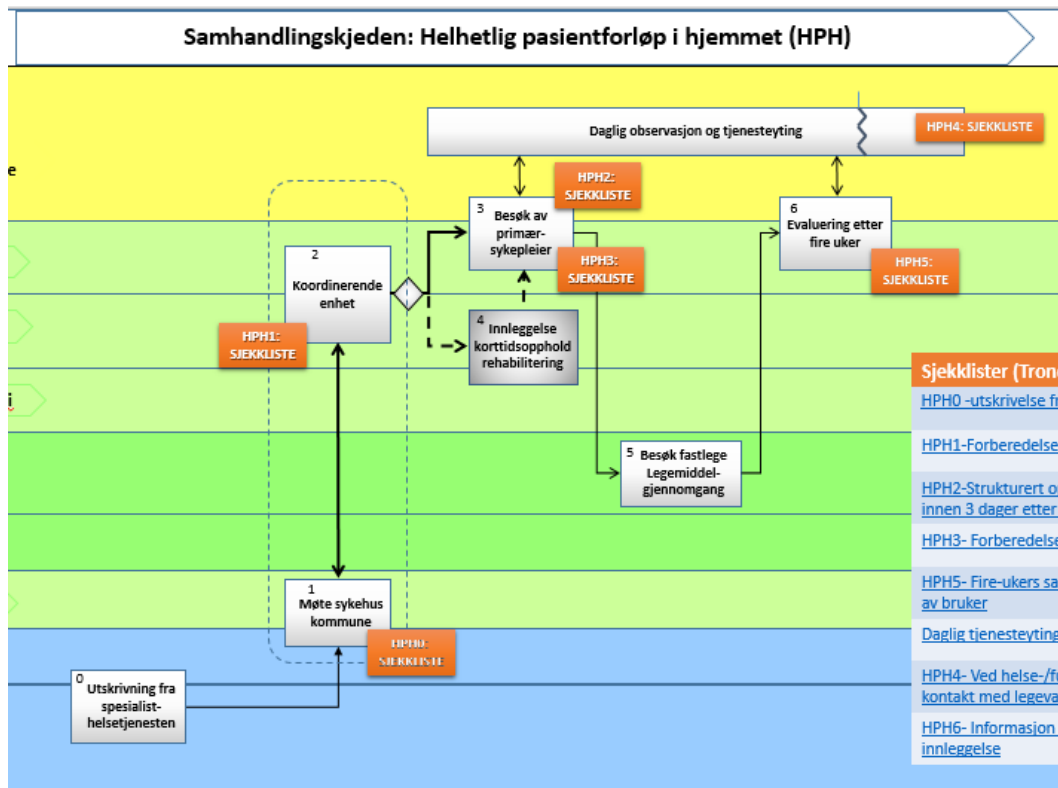 Samhandlingskjeden: Helhetlig pasientforløp i hjemmet (HPH)
Daglig observasjon og tjenesteyting
HPH4: SJEKKLISTE
e
HPH2:
SJEKKLISTE
3
Besøk av
primær-
sykepleier
6
Evaluering etter
fire uker
2
Koordinerende
enhet
HPH3:
SJEKKLISTE
HPH5:
SJEKKLISTE
HPH1:
SJEKKLISTE
4
Innleggelse
korttidsopphold
rehabilitering
i
Sjekklister (Tron
HPH0 -utskrivelse fr
HPH1-Forberedelse
HPH2-Strukturert o
innen 3 dager etter
HPH3- Forberedelse
HPH5- Fire-ukers sa
av bruker
Daglig tjenesteyting
HPH4- Ved helse-/fu
kontakt med legeva
HPH6- Informasjon
innleggelse
5
Besøk fastlege
Legemiddel-
gjennomgang
1
Møte sykehus
kommune
HPH0:
SJEKKLISTE
0
Utskrivning fra
spesialist-
helsetjenesten